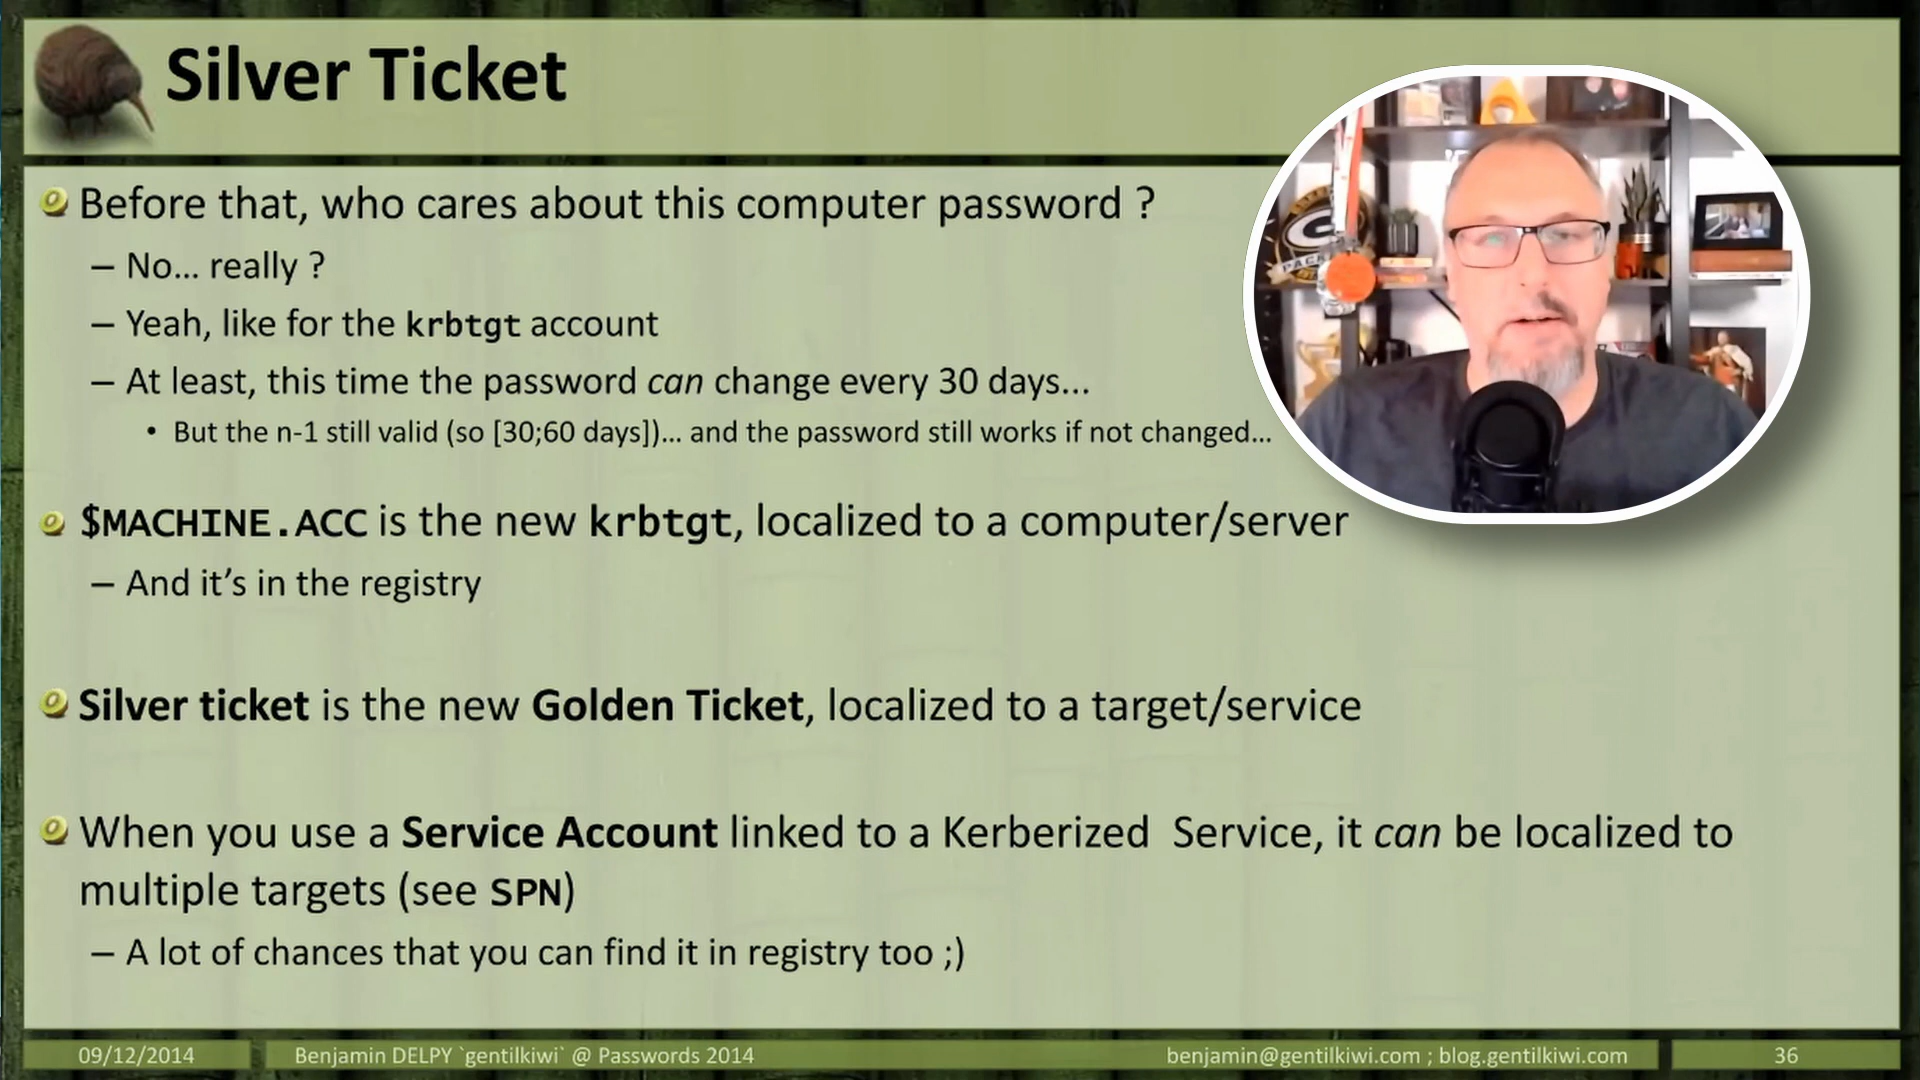 Silver Ticket
Before that, who cares about this computer password ?
– No... really ?
– Yeah, like for the krbtgt account
– At least, this time the password can change every 30 days...
• But the n-1 still valid (so [30;60 days])... and the password still works if not changed...
$MACHINE.ACC is the new krbtgt, localized to a computer/server
– And it’s in the registry
Silver ticket is the new Golden Ticket, localized to a target/service
When you use a Service Account linked to a Kerberized Service, it can be localized to
multiple targets (see SPN)
– A lot of chances that you can find it in registry too ;)
09/12/2014
Benjamin DELPY `gentilkiwi` @ Passwords 2014
benjamin@gentilkiwi.com ; blog.gentilkiwi.com
36